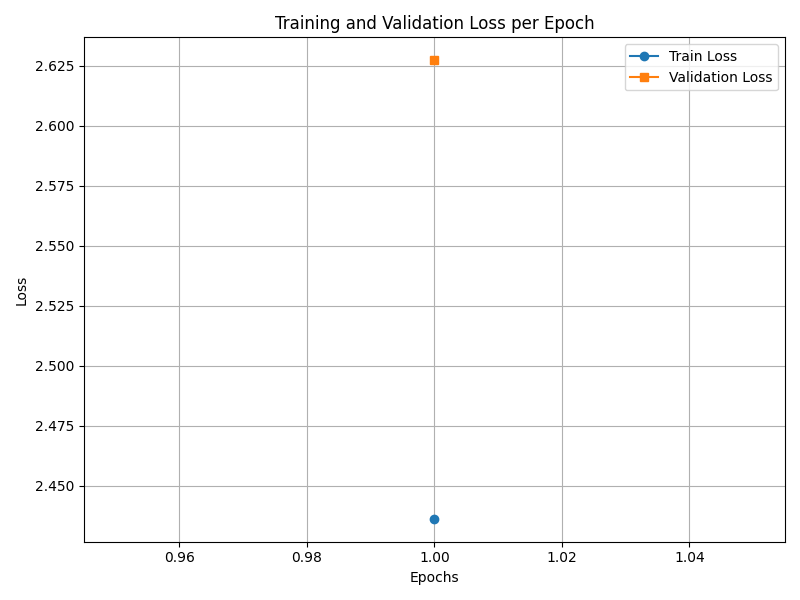 Training and Validation Loss per Epoch
Train Loss
Validation Loss
2.625
2.600
2.575
2.550
2.525
2.500
2.475
2.450
Loss
0.96
0.98
1.00
1.02
1.04
Epochs